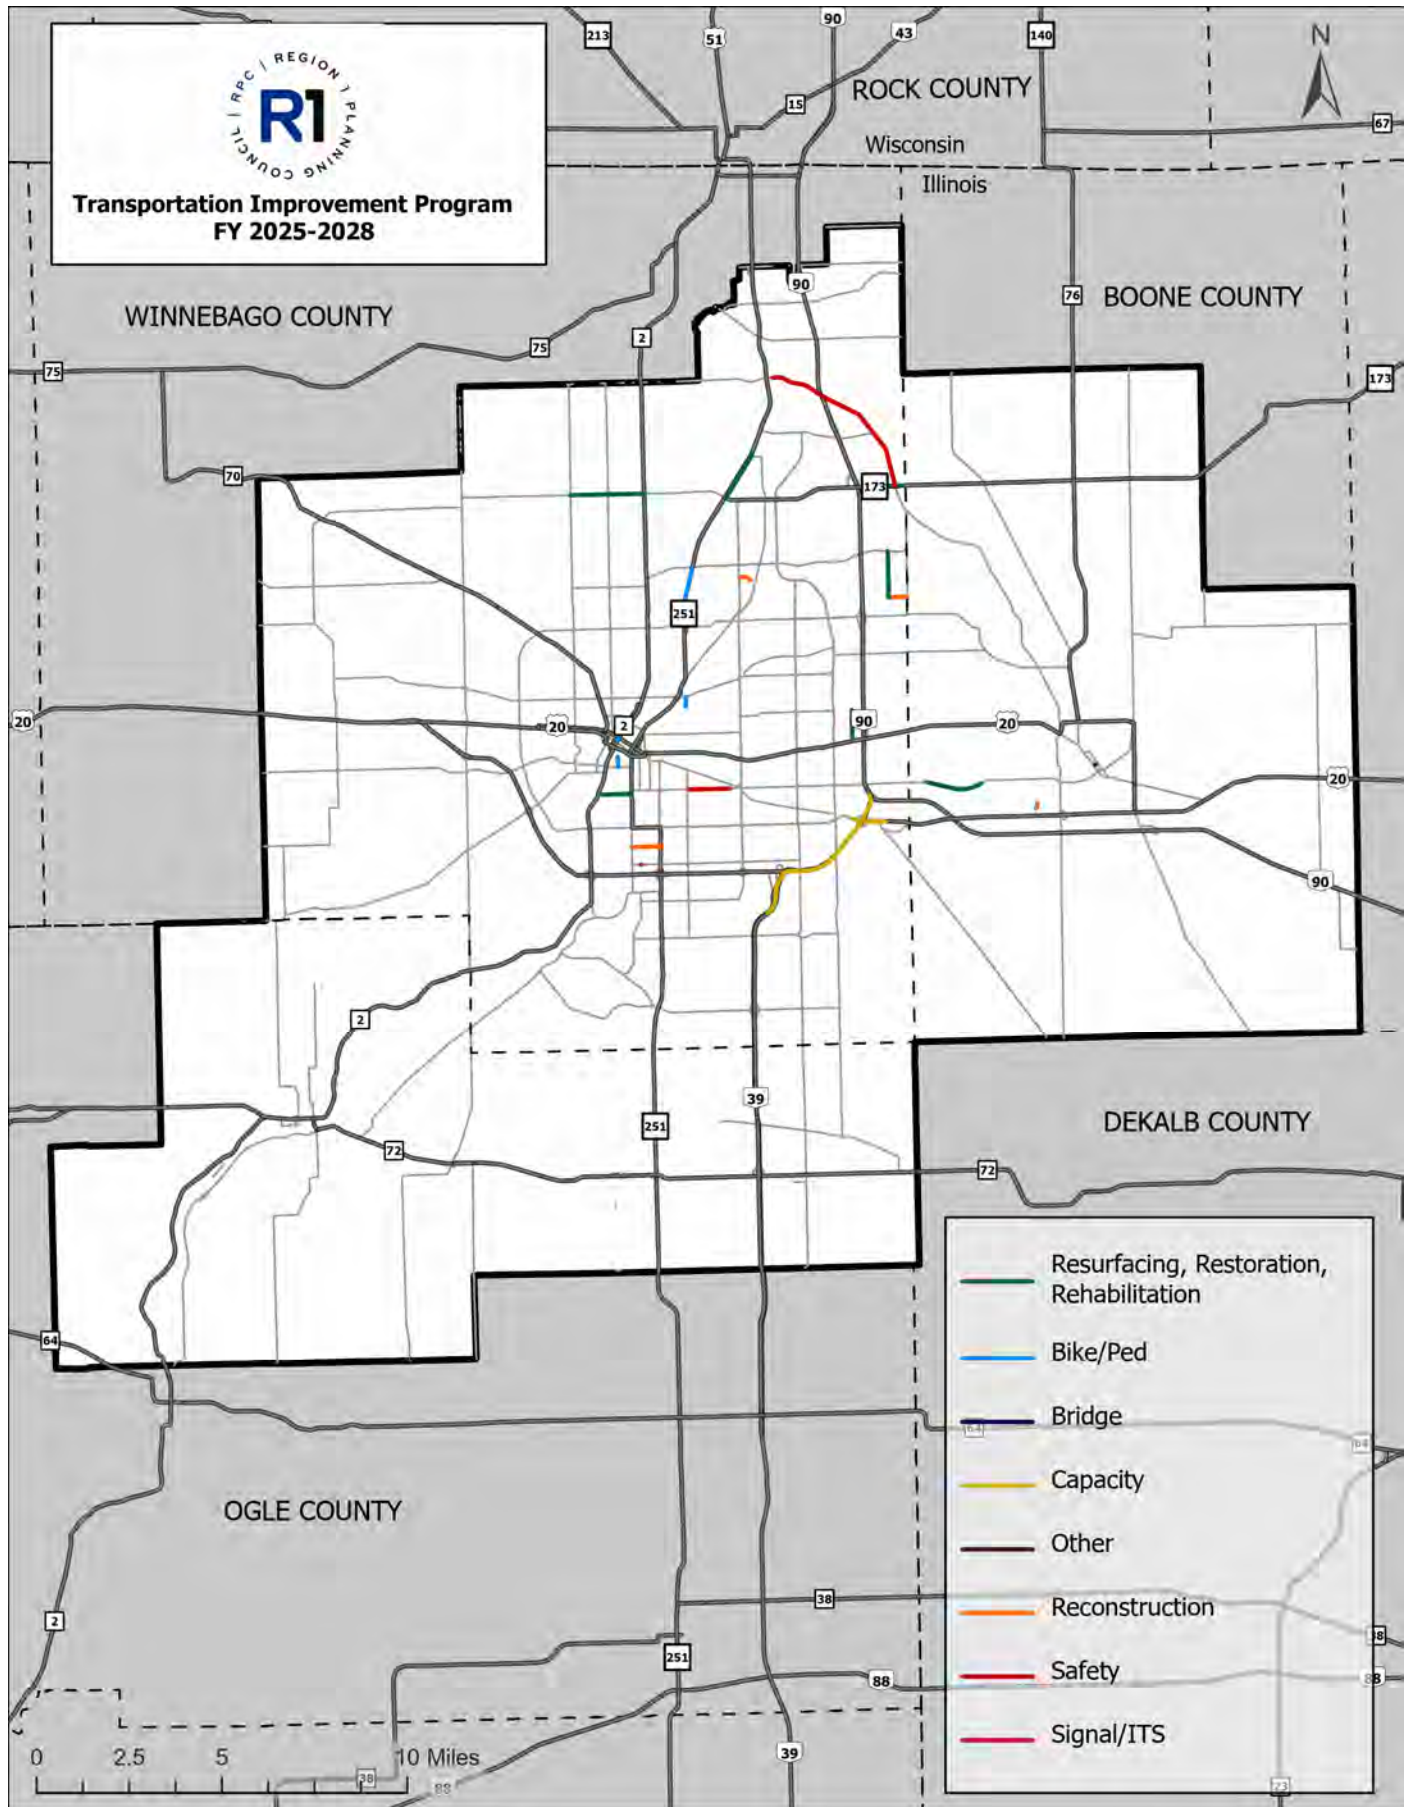 RPC | REGION 1 PLANNING COUNCIL |
R1
Transportation Improvement Program
FY 2025-2028
213
51
90
43
140
N
ROCK COUNTY
15
67
Wisconsin
Illinois
90
76
BOONE COUNTY
WINNEBAGO COUNTY
2
75
75
173
70
173
251
20
20
2
90
20
20
90
2
39
251
DEKALB COUNTY
72
72
64
Resurfacing, Restoration,
Rehabilitation
Bike/Ped
Bridge
64
64
Capacity
OGLE COUNTY
Other
38
Reconstruction
2
38
251
Safety
88
88
Signal/ITS
39
0 2.5 5 10 Miles
38
88
23